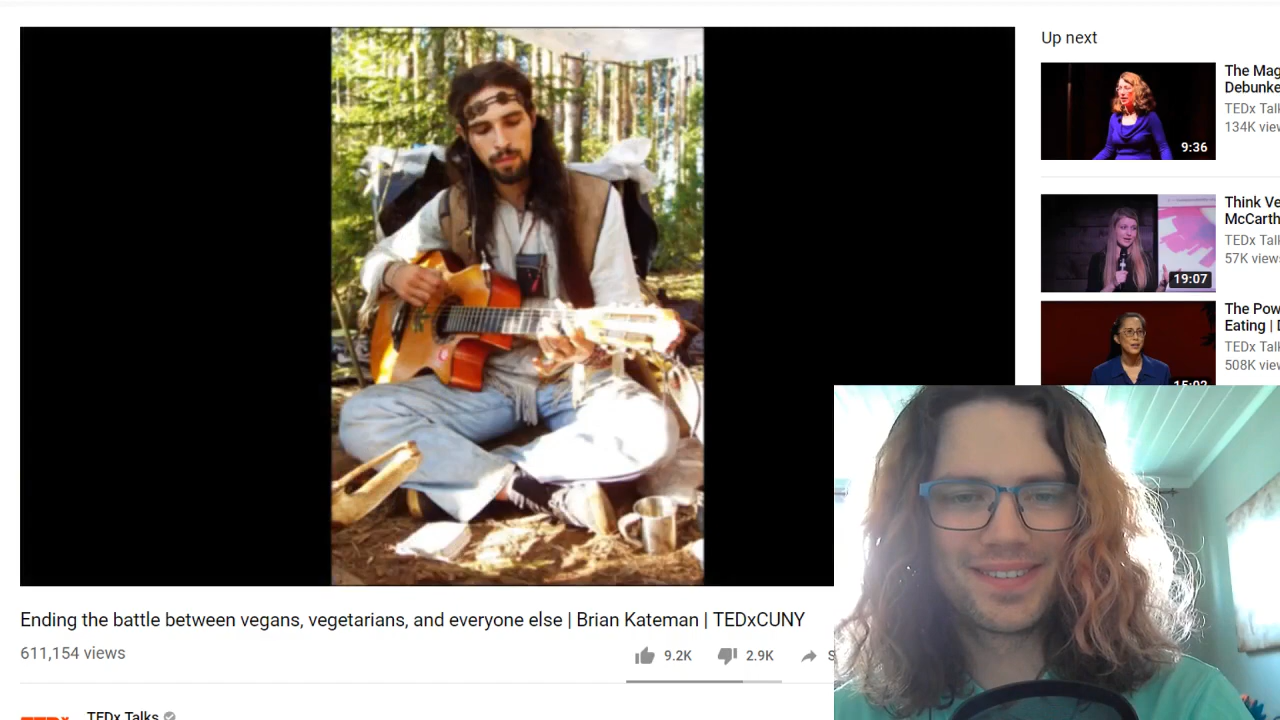 Up next
The Mag
Debunke
TEDx Talk
134K view
9:36
Think Ve
McCarth
TEDx Talk
57K views
19:07
The Pow
Eating |
TEDx Talk
508K view
Ending the battle between vegans, vegetarians, and everyone else | Brian Kateman | TEDxCUNY
611,154 views
9.2K
2.9K
S
TEDx Talks